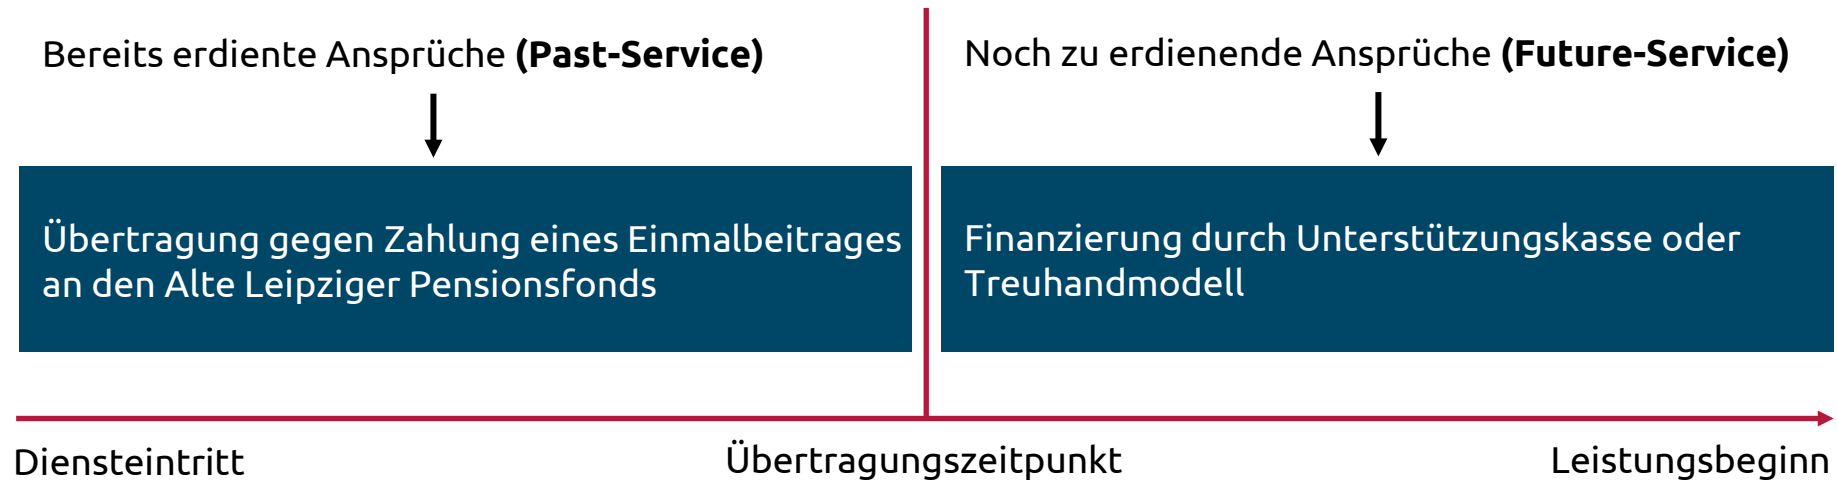 Bereits erdiente Ansprüche (Past-Service)
Noch zu erdienende Ansprüche (Future-Service)
Übertragung gegen Zahlung eines Einmalbeitrages
an den Alte Leipziger Pensionsfonds
Finanzierung durch Unterstützungskasse oder
Treuhandmodell
Diensteintritt
Übertragungszeitpunkt
Leistungsbeginn